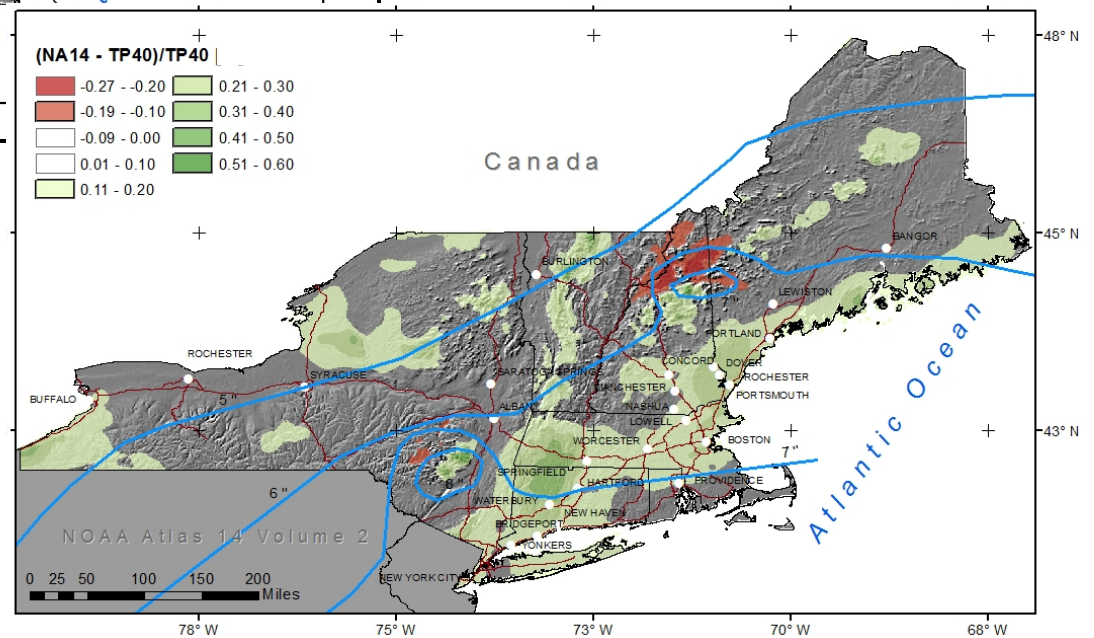 (NA14 - TP40)/TP40
-0.27 - -0.20
0.21 - 0.30
-0.19 - -0.10
0.31 - 0.40
-0.09 - 0.00
0.41 - 0.50
0.01 - 0.10
0.51 - 0.60
0.11 - 0.20
48° N
Canada
45° N
BANGOR
BURLINGTON
LEWISTON
PORTLAND
ROCHESTER
CONCORD
DOVER
SYRACUSE
SARATOGA SPRINGS
ROCHESTER
MANCHESTER
BUFFALO
5 "
PORTSMOUTH
ALBANY
NASHUA
LOWELL
43° N
WORCESTER
BOSTON
7 "
SPRINGFIELD
HARTFORD
PROVIDENCE
8 "
6 "
WATERBURY
NEW HAVEN
BRIDGEPORT
NOAA Atlas 14 Volume 2
YONKERS
Atlantic Ocean
NEW YORK CITY
0 25 50 100 150 200
Miles
78° W
75° W
73° W
70° W
68° W